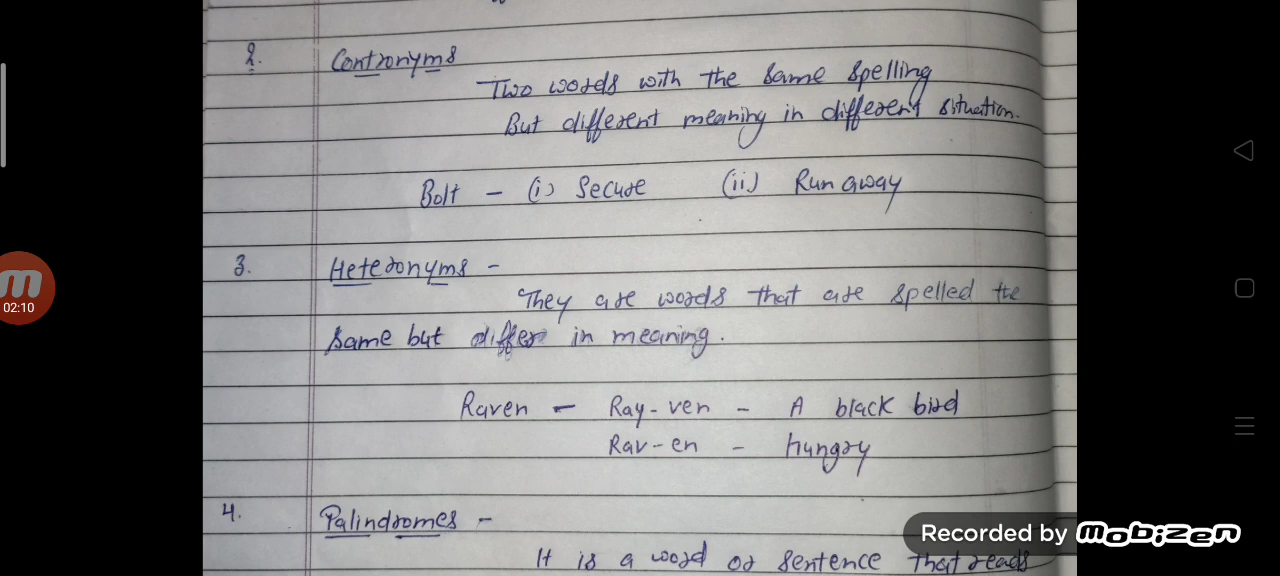 2. Contronyms
Two words with the same spelling
But different meaning in different situation.
Bolt - (i) Secure (ii) Run away
3. Heteronyms -
They are words that are spelled the
same but differ in meaning.
Raven - Ray-ven - A black bird
Rav-en - hungry
4. Palindromes -
It is a word or sentence that reads
Recorded by mobizen
02:10